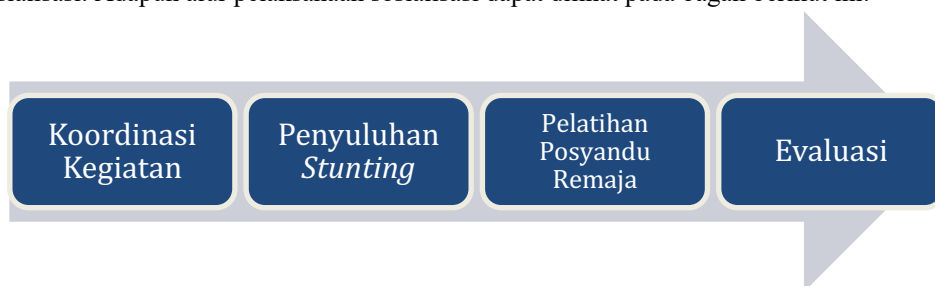 Koordinasi
Kegiatan
Penyuluhan
Stunting
Pelatihan
Posyandu
Remaja
Evaluasi